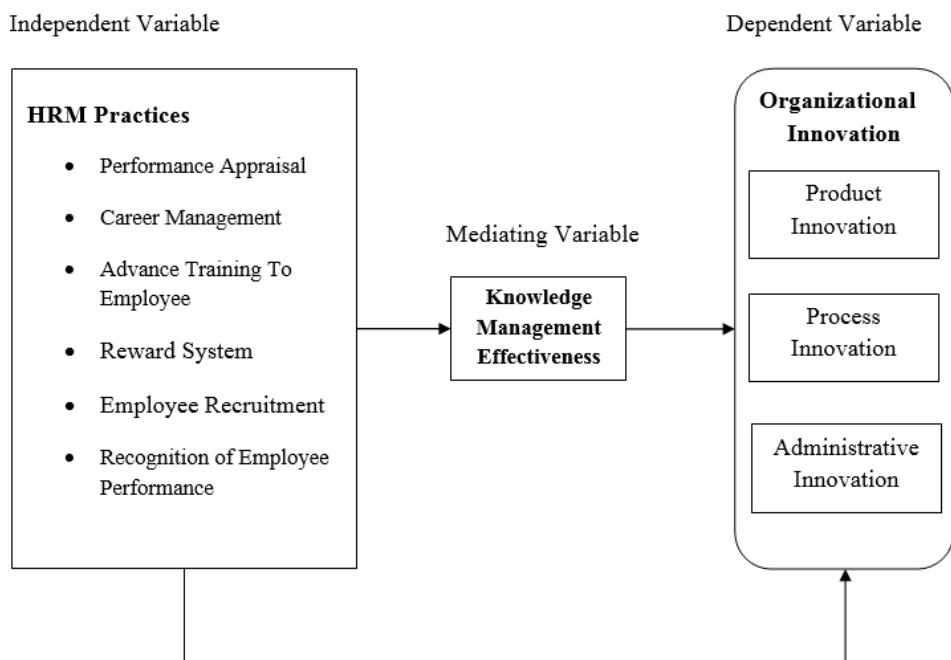 Independent Variable
Dependent Variable
HRM Practices
• Performance Appraisal
• Career Management
• Advance Training To
Employee
• Reward System
• Employee Recruitment
• Recognition of Employee
Performance
Mediating Variable
Knowledge
Management
Effectiveness
Organizational
Innovation
Product
Innovation
Process
Innovation
Administrative
Innovation